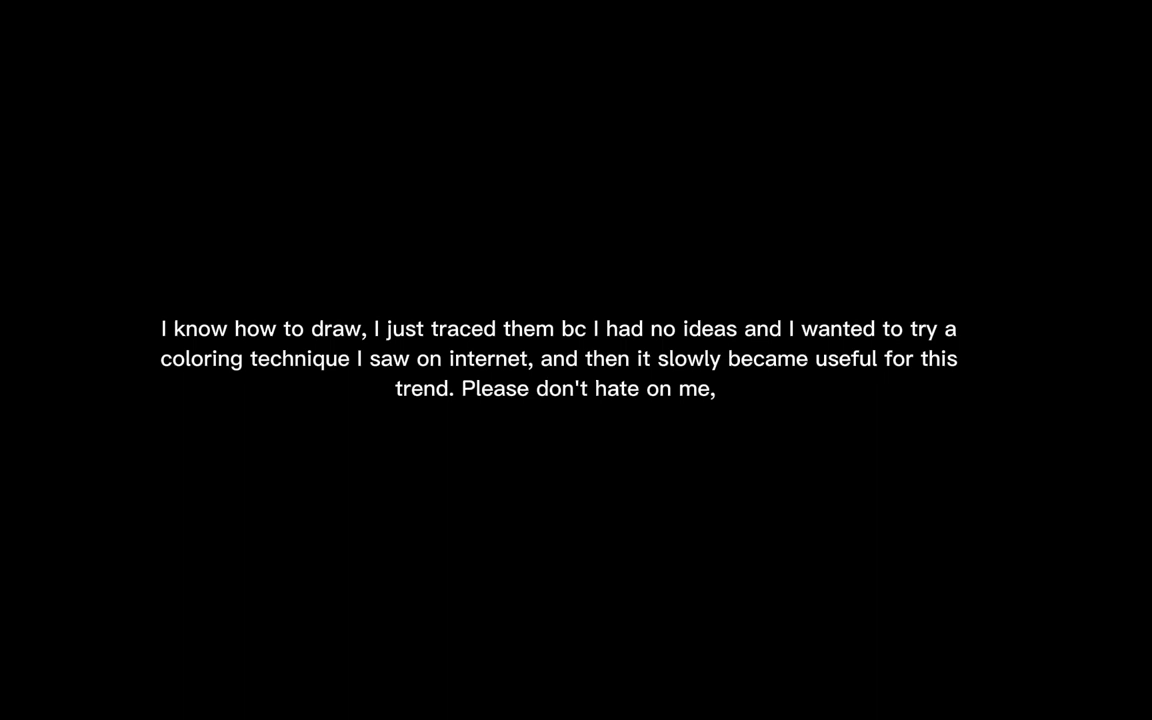 I know how to draw, I just traced them bc I had no ideas and I wanted to try a
coloring technique I saw on internet, and then it slowly became useful for this
trend. Please don't hate on me,